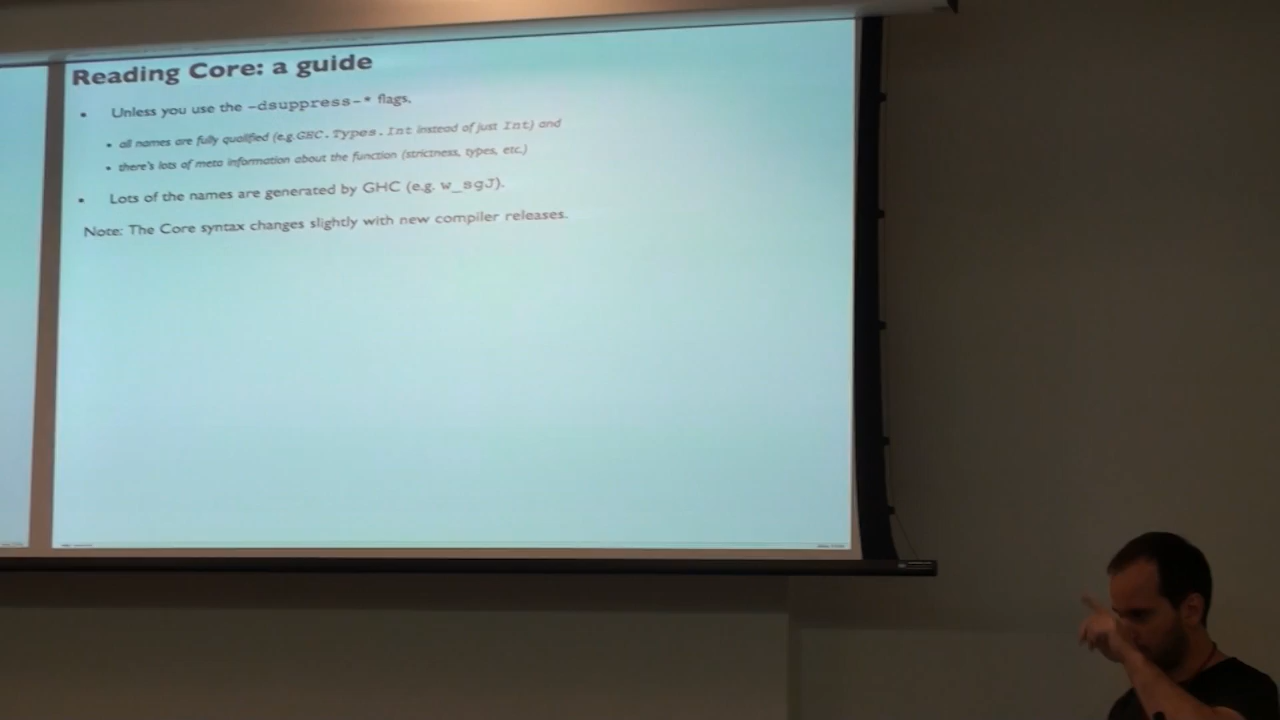 Reading Core: a guide
• Unless you use the -dsuppress-* flags,
• all names are fully qualified (e.g. GHC.Types.Int instead of just Int) and
• there's lots of meta information about the function (strictness, types, etc.)
• Lots of the names are generated by GHC (e.g. w_sgJ).
Note: The Core syntax changes slightly with new compiler releases.